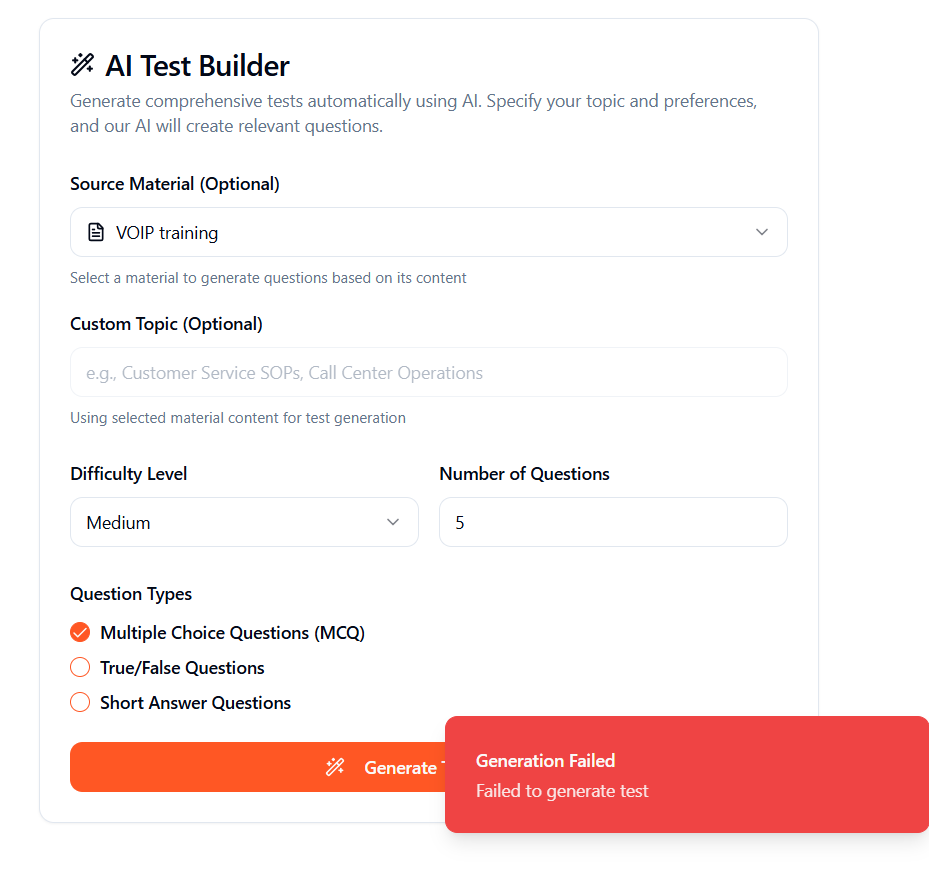 AI Test Builder
Generate comprehensive tests automatically using AI. Specify your topic and preferences,
and our AI will create relevant questions.
Source Material (Optional)
VOIP training
Select a material to generate questions based on its content
Custom Topic (Optional)
e.g., Customer Service SOPs, Call Center Operations
Using selected material content for test generation
Difficulty Level
Number of Questions
Medium
5
Question Types
Multiple Choice Questions (MCQ)
True/False Questions
Short Answer Questions
Generate
Generation Failed
Failed to generate test